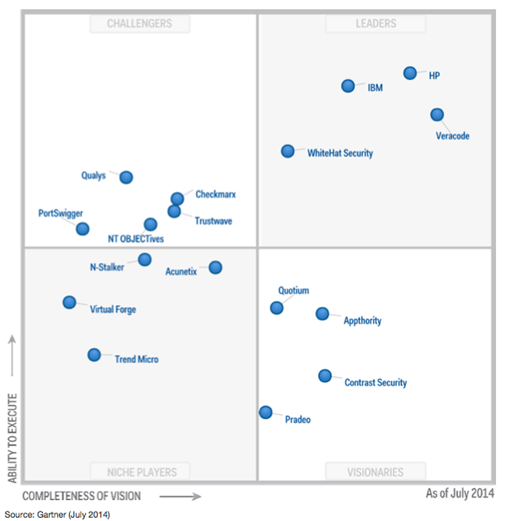 CHALLENGERS
LEADERS
HP
IBM
Veracode
WhiteHat Security
Qualys
Checkmarx
PortSwigger
Trustwave
NT OBJECTives
N-Stalker
Acunetix
Quotium
Virtual Forge
Appthority
Trend Micro
Contrast Security
Pradeo
ABILITY TO EXECUTE
NICHE PLAYERS
VISIONARIES
COMPLETENESS OF VISION
As of July 2014
Source: Gartner (July 2014)